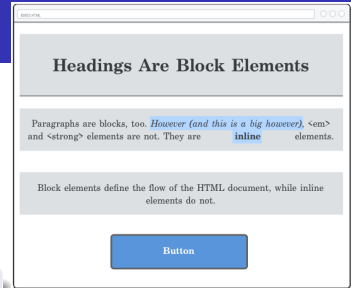 Headings Are Block Elements
Paragraphs are blocks, too. However (and this is a big however), <em>
and <strong> elements are not. They are inline elements.
Block elements define the flow of the HTML document, while inline
elements do not.
Button